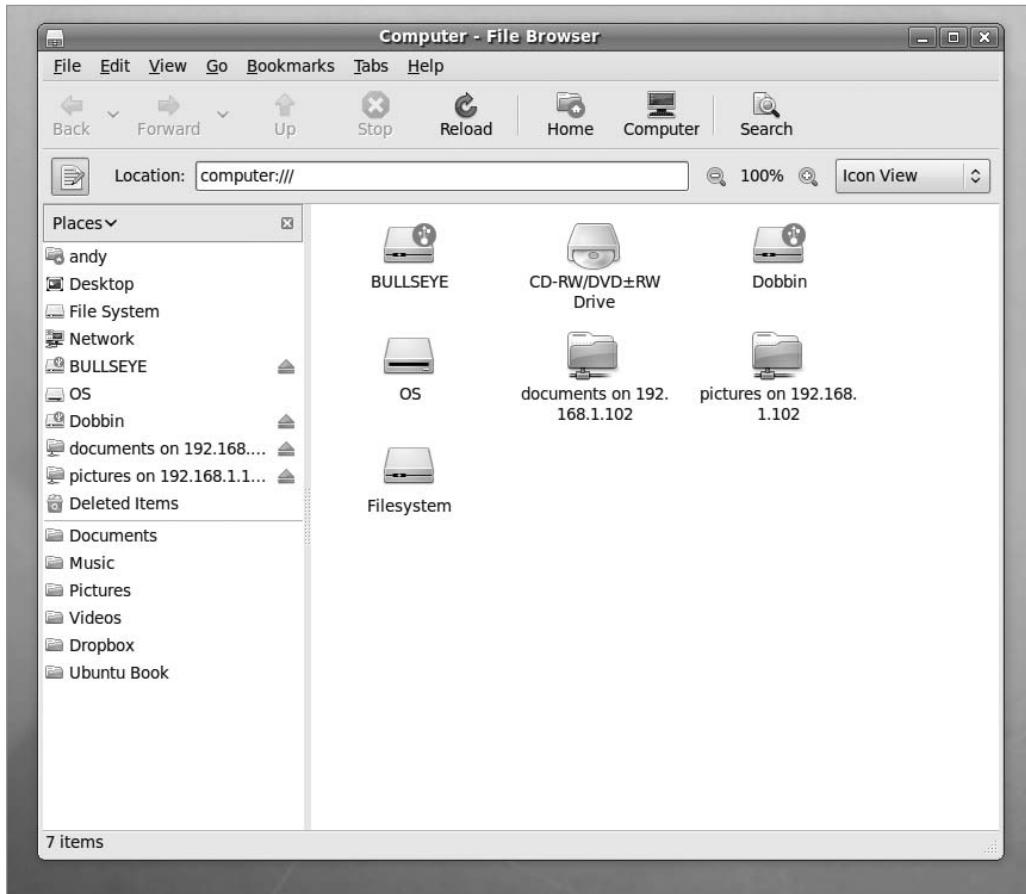 Computer - File Browser
File Edit View Go Bookmarks Tabs Help
Back Forward Up Stop Reload Home Computer Search
Location: computer:/// 100% Icon View
Places
andy
Desktop
File System
Network
BULLSEYE
OS
Dobbin
documents on 192.168....
pictures on 192.168.1.1...
Deleted Items
Documents
Music
Pictures
Videos
Dropbox
Ubuntu Book
BULLSEYE
CD-RW/DVD±RW
Drive
Dobbin
OS
documents on 192.
168.1.102
pictures on 192.168.
1.102
Filesystem
7 items